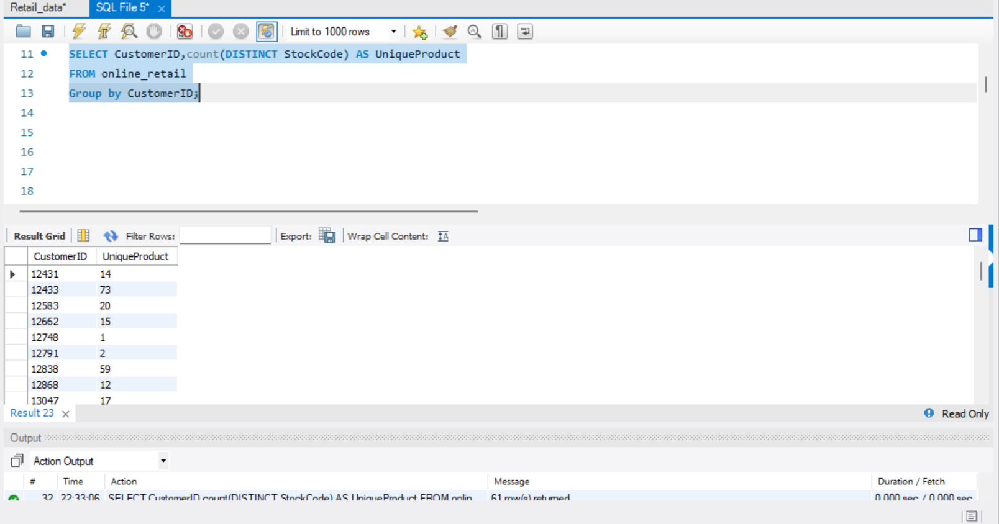 Retail_data* SQL File 5*
Limit to 1000 rows
11 SELECT CustomerID,count(DISTINCT StockCode) AS UniqueProduct
12 FROM online_retail
13 Group by CustomerID;
14
15
16
17
18
Result Grid Filter Rows: Export: Wrap Cell Content:
CustomerID UniqueProduct
12431 14
12433 73
12583 20
12662 15
12748 1
12791 2
12838 59
12868 12
13047 17
Result 23 Read Only
Output
Action Output
# Time Action Message Duration / Fetch
32 22:33:06 SELECT CustomerID,count(DISTINCT StockCode) AS UniqueProduct FROM onlin... 61 row(s) returned 0.000 sec / 0.000 sec